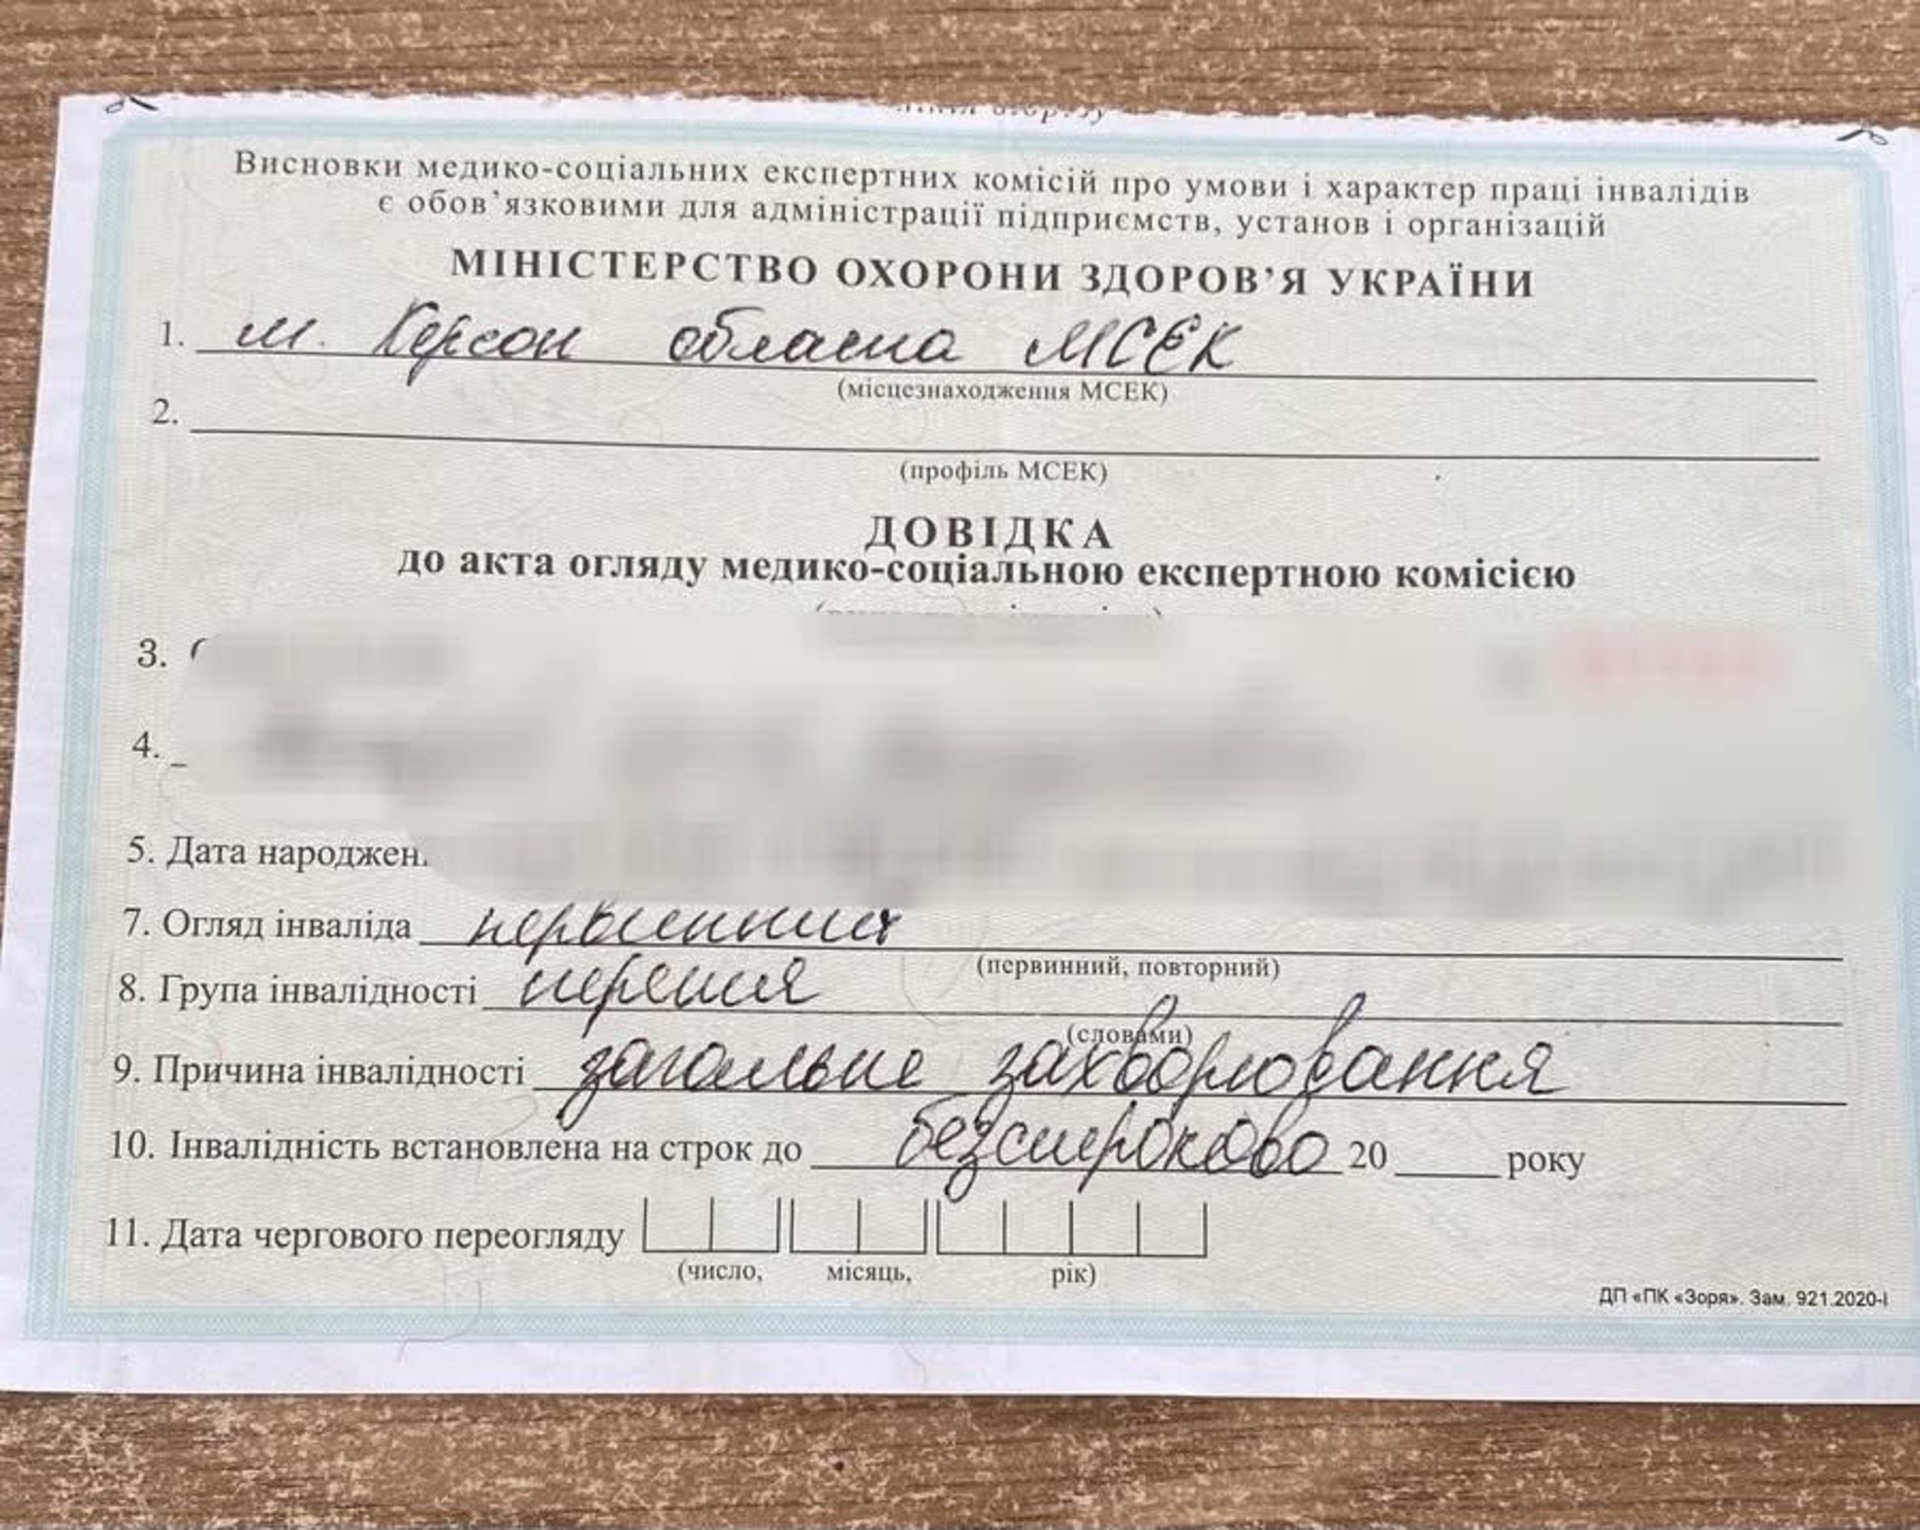 Висновки медико-соціальних експертних комісій про умови і характер праці інвалідів
є обов'язковими для адміністрації підприємств, установ і організацій
МІНІСТЕРСТВО ОХОРОНИ ЗДОРОВ'Я УКРАЇНИ
1. м. Херсон обласна МСЕК
(місцезнаходження МСЕК)
2.
(профіль МСЕК)
ДОВІДКА
до акта огляду медико-соціальною експертною комісією
3.
4.
5. Дата народжен
7. Огляд інваліда первинний
(первинний, повторний)
8. Група інвалідності перша
(словами)
9. Причина інвалідності загальне захворювання
10. Інвалідність встановлена на строк до безстроково 20 року
11. Дата чергового переогляду
(число, місяць, рік)
ДП «ПК «Зоря». Зам. 921.2020-І